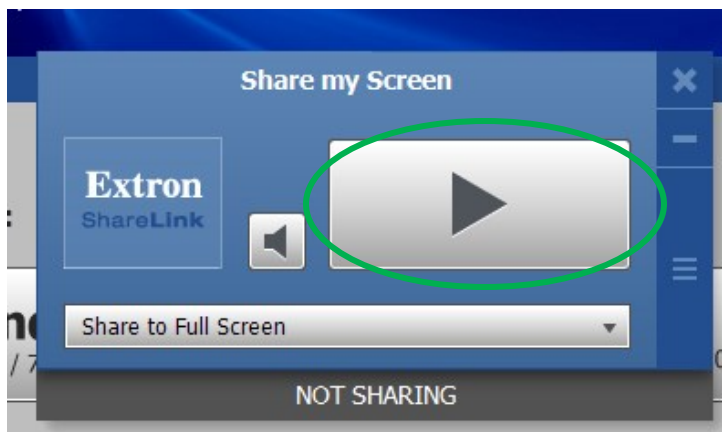 Share my Screen
Extron
ShareLink
Share to Full Screen
NOT SHARING